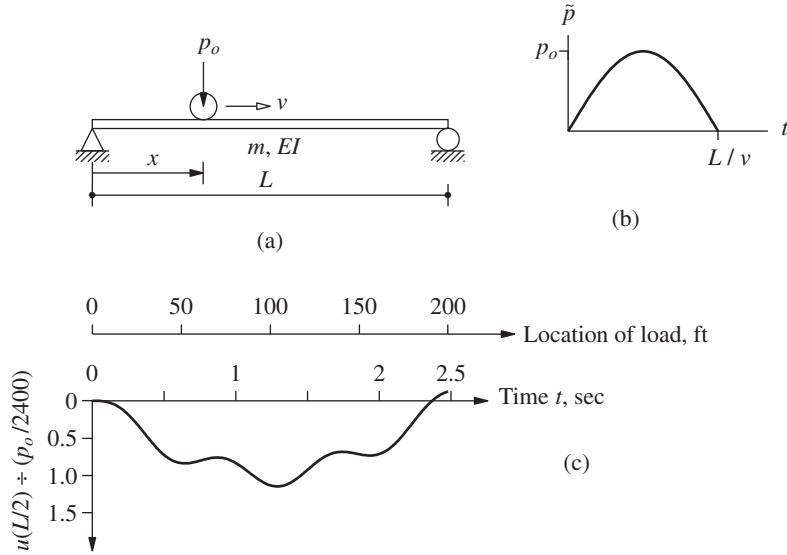 p_o
v
m, EI
x
L
(a)
p̃
p_o
t
L / v
(b)
0 50 100 150 200
Location of load, ft
0 1 2 2.5
Time t, sec
0
0.5
1.0
1.5
u(L/2) ÷ (p_o/2400)
(c)